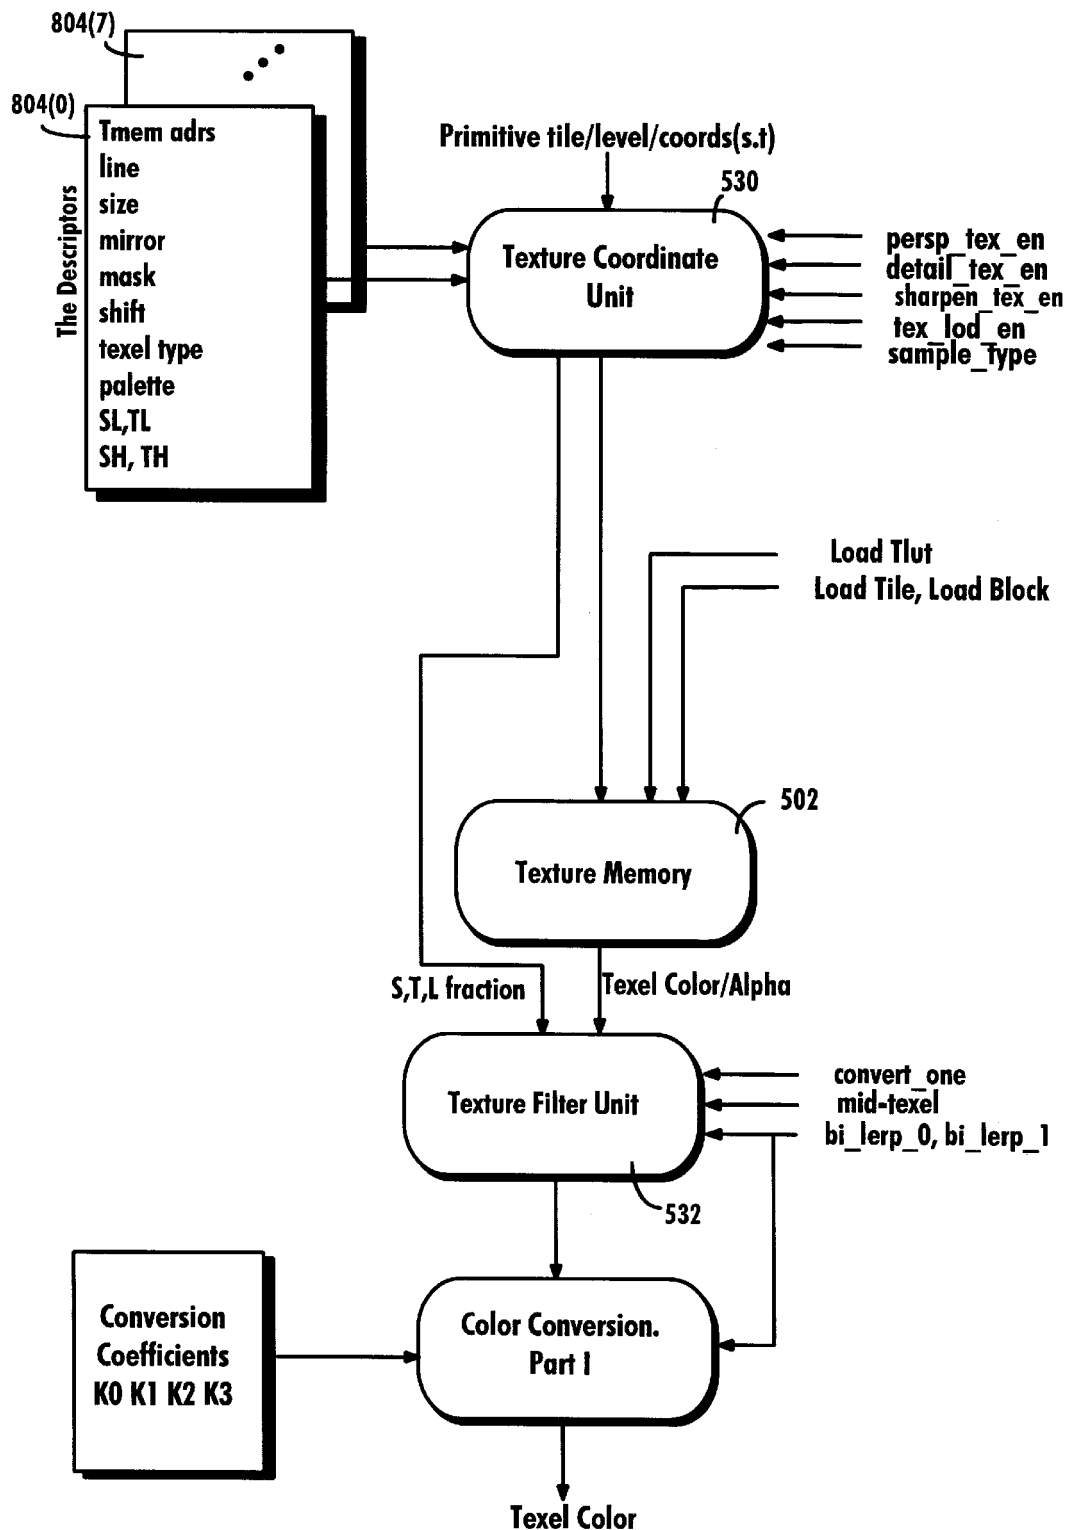 804(7)
804(0)
The Descriptors
Tmem adrs
line
size
mirror
mask
shift
texel type
palette
SL,TL
SH, TH
Primitive tile/level/coords(s.t)
530
Texture Coordinate
Unit
persp_tex_en
detail_tex_en
sharpen_tex_en
tex_lod_en
sample_type
Load Tlut
Load Tile, Load Block
502
Texture Memory
S,T,L fraction
Texel Color/Alpha
Texture Filter Unit
convert_one
mid-texel
bi_lerp_0, bi_lerp_1
532
Conversion
Coefficients
K0 K1 K2 K3
Color Conversion.
Part I
Texel Color